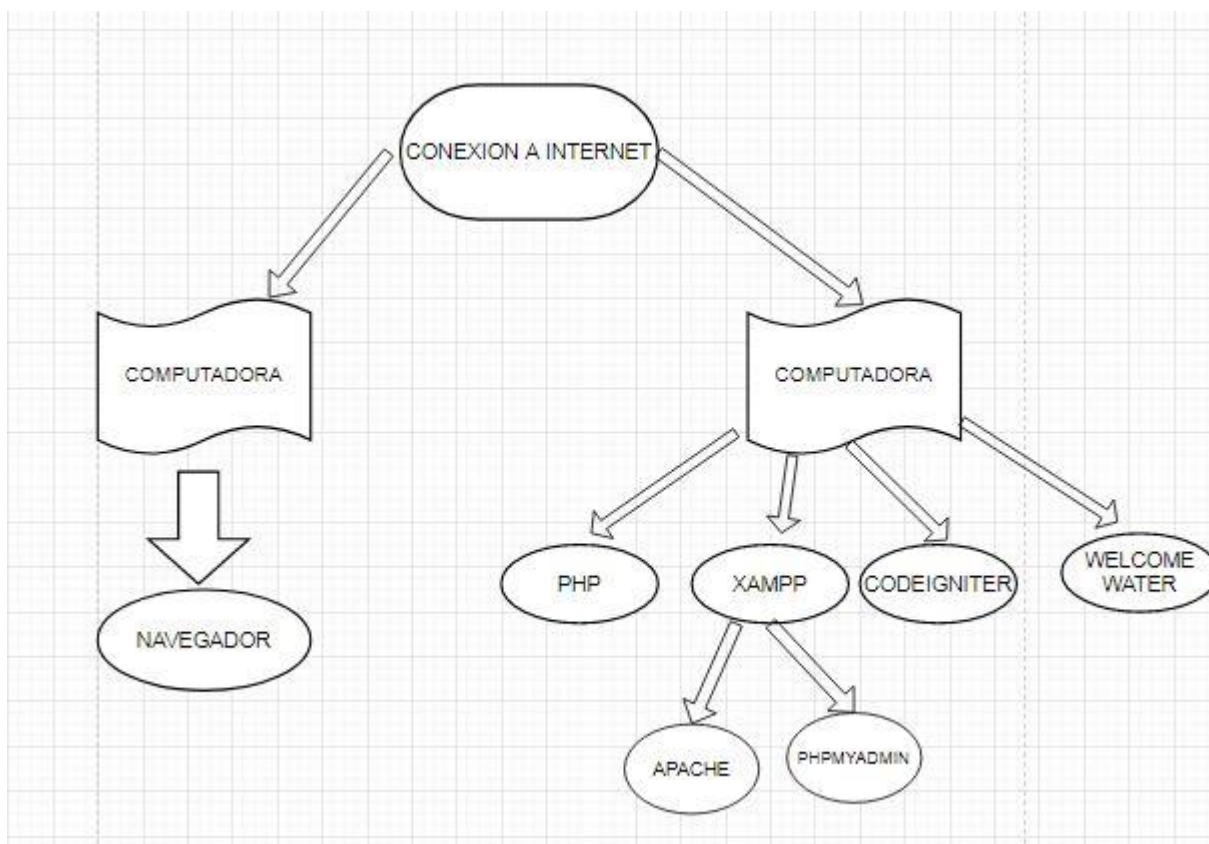 CONEXION A INTERNET
COMPUTADORA
COMPUTADORA
PHP
XAMPP
CODEIGNITER
WELCOME
WATER
NAVEGADOR
APACHE
PHPMYADMIN